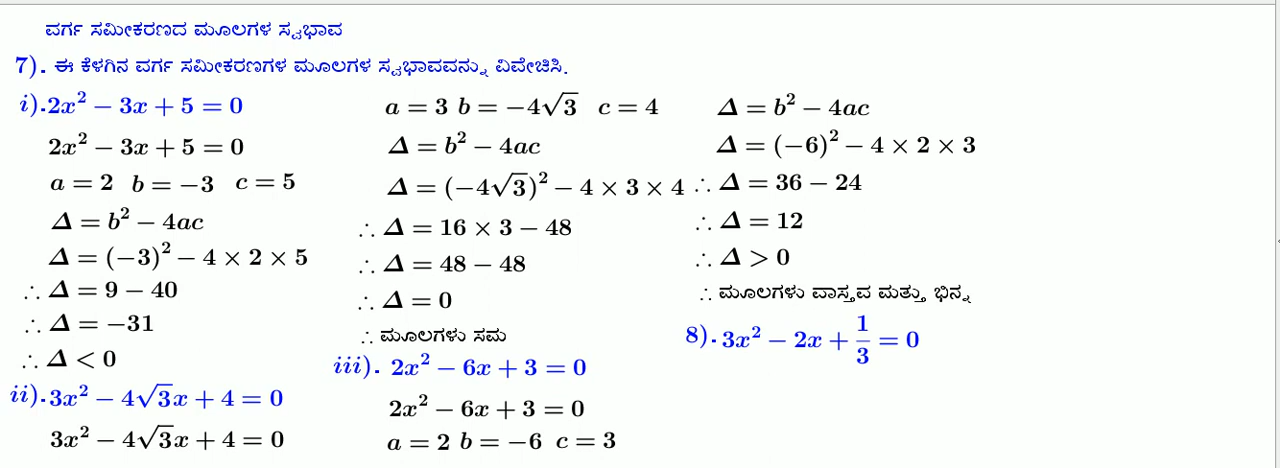 ವರ್ಗ ಸಮೀಕರಣದ ಮೂಲಗಳ ಸ್ವಭಾವ
7). ಈ ಕೆಳಗಿನ ವರ್ಗ ಸಮೀಕರಣಗಳ ಮೂಲಗಳ ಸ್ವಭಾವವನ್ನು ವಿವೇಚಿಸಿ.
i).2x² − 3x + 5 = 0
2x² − 3x + 5 = 0
a = 2 b = −3 c = 5
Δ = b² − 4ac
Δ = (−3)² − 4 × 2 × 5
∴ Δ = 9 − 40
∴ Δ = −31
∴ Δ < 0
ii).3x² − 4√3x + 4 = 0
3x² − 4√3x + 4 = 0
a = 3 b = −4√3 c = 4
Δ = b² − 4ac
Δ = (−4√3)² − 4 × 3 × 4
∴ Δ = 16 × 3 − 48
∴ Δ = 48 − 48
∴ Δ = 0
∴ ಮೂಲಗಳು ಸಮ
iii). 2x² − 6x + 3 = 0
2x² − 6x + 3 = 0
a = 2 b = −6 c = 3
Δ = b² − 4ac
Δ = (−6)² − 4 × 2 × 3
∴ Δ = 36 − 24
∴ Δ = 12
∴ Δ > 0
∴ ಮೂಲಗಳು ವಾಸ್ತವ ಮತ್ತು ಭಿನ್ನ
8).3x² − 2x + 1/3 = 0